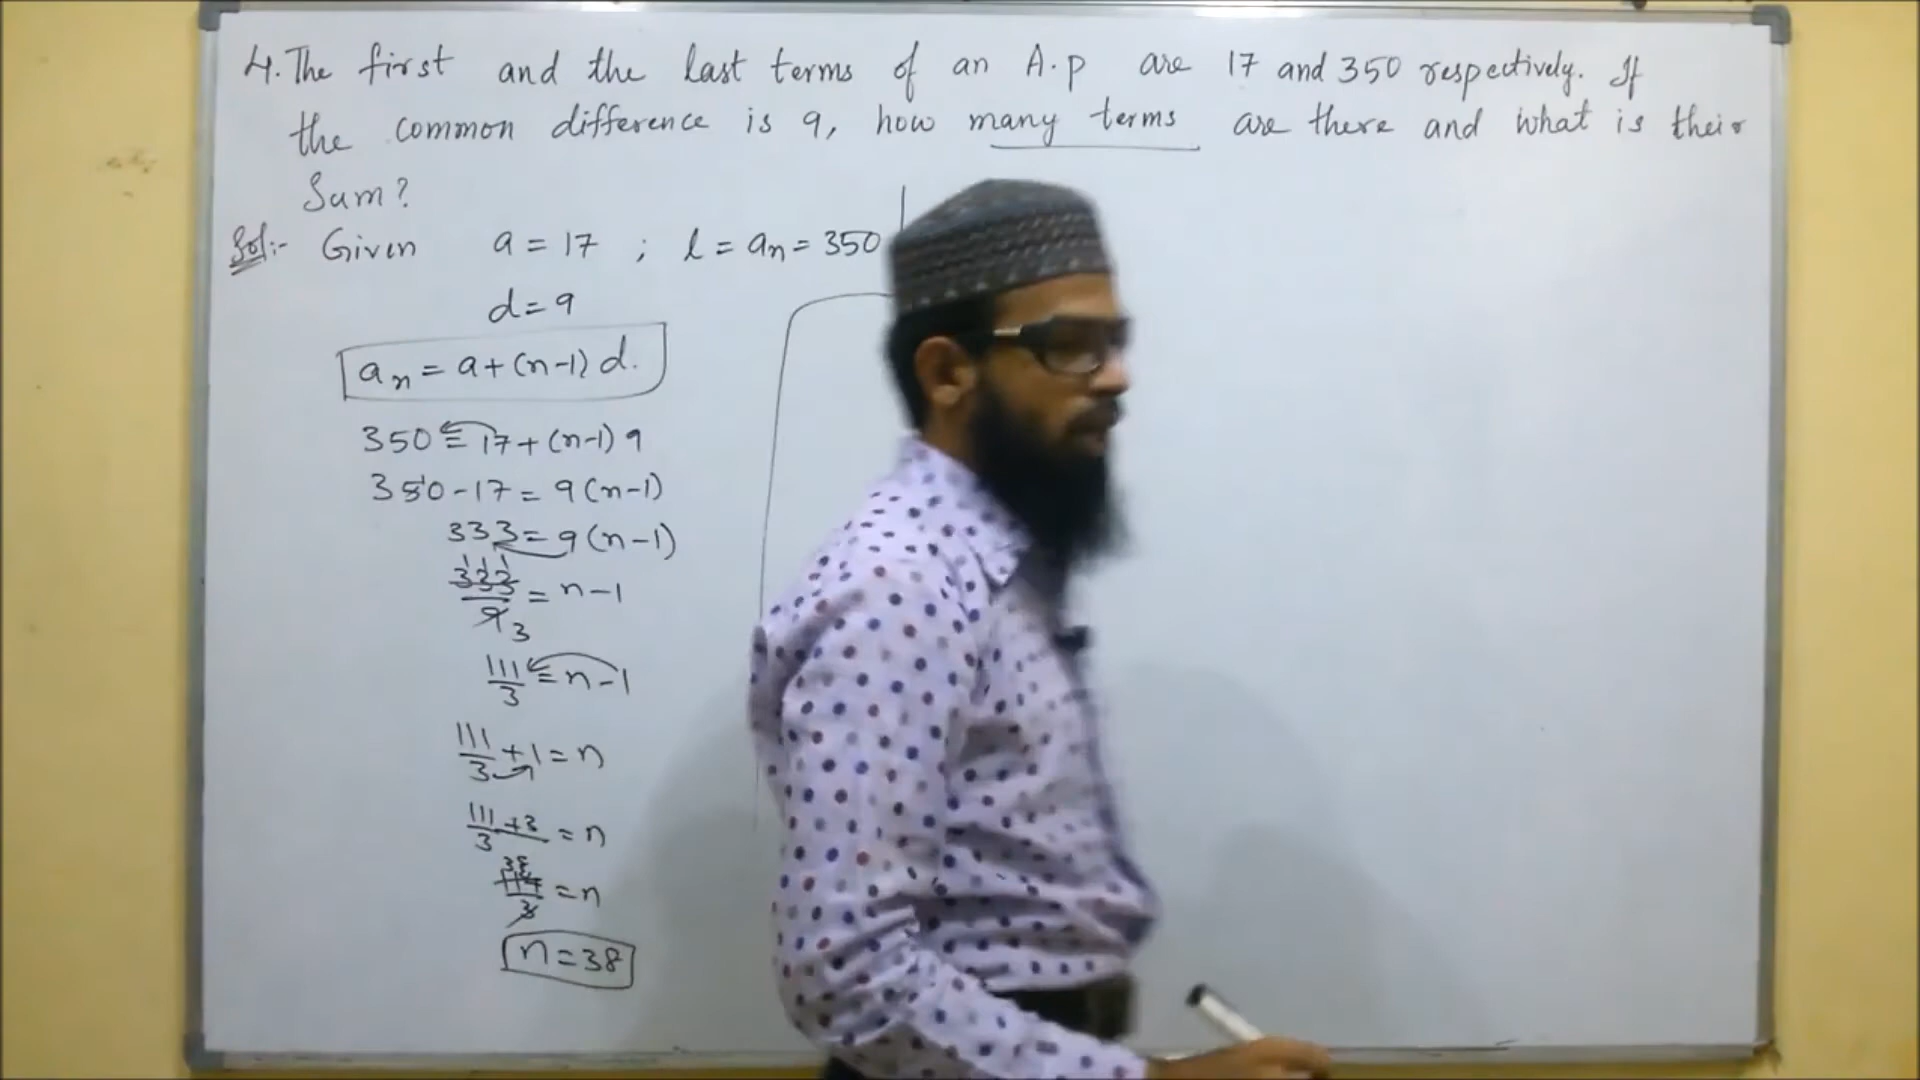 4. The first and the last terms of an A.P are 17 and 350 respectively. If
the common difference is 9, how many terms are there and what is their
Sum?
Sol:- Given a = 17 ; l = aₙ = 350
d = 9
aₙ = a + (n-1) d.
350 = 17 + (n-1) 9
350 - 17 = 9 (n-1)
333 = 9 (n-1)
333/9 = n - 1
111/3 = n - 1
111/3 + 1 = n
111 + 3/3 = n
114/3 = n
n = 38